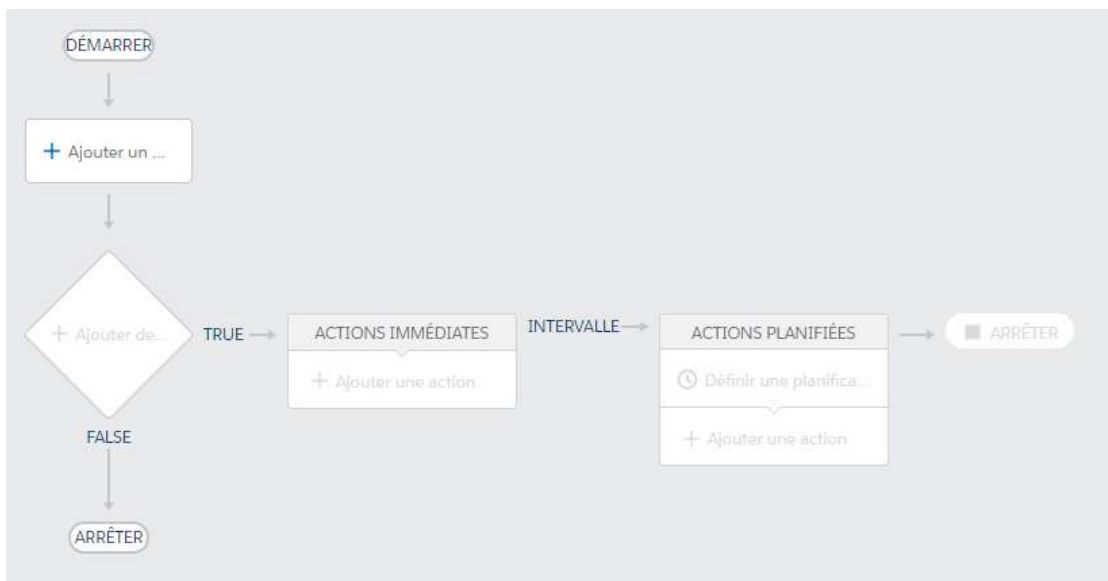 DÉMARRER
+ Ajouter un ...
+ Ajouter de...
TRUE
ACTIONS IMMÉDIATES
+ Ajouter une action
INTERVALLE
ACTIONS PLANIFIÉES
Définir une planifica...
+ Ajouter une action
ARRÊTER
FALSE
ARRÊTER